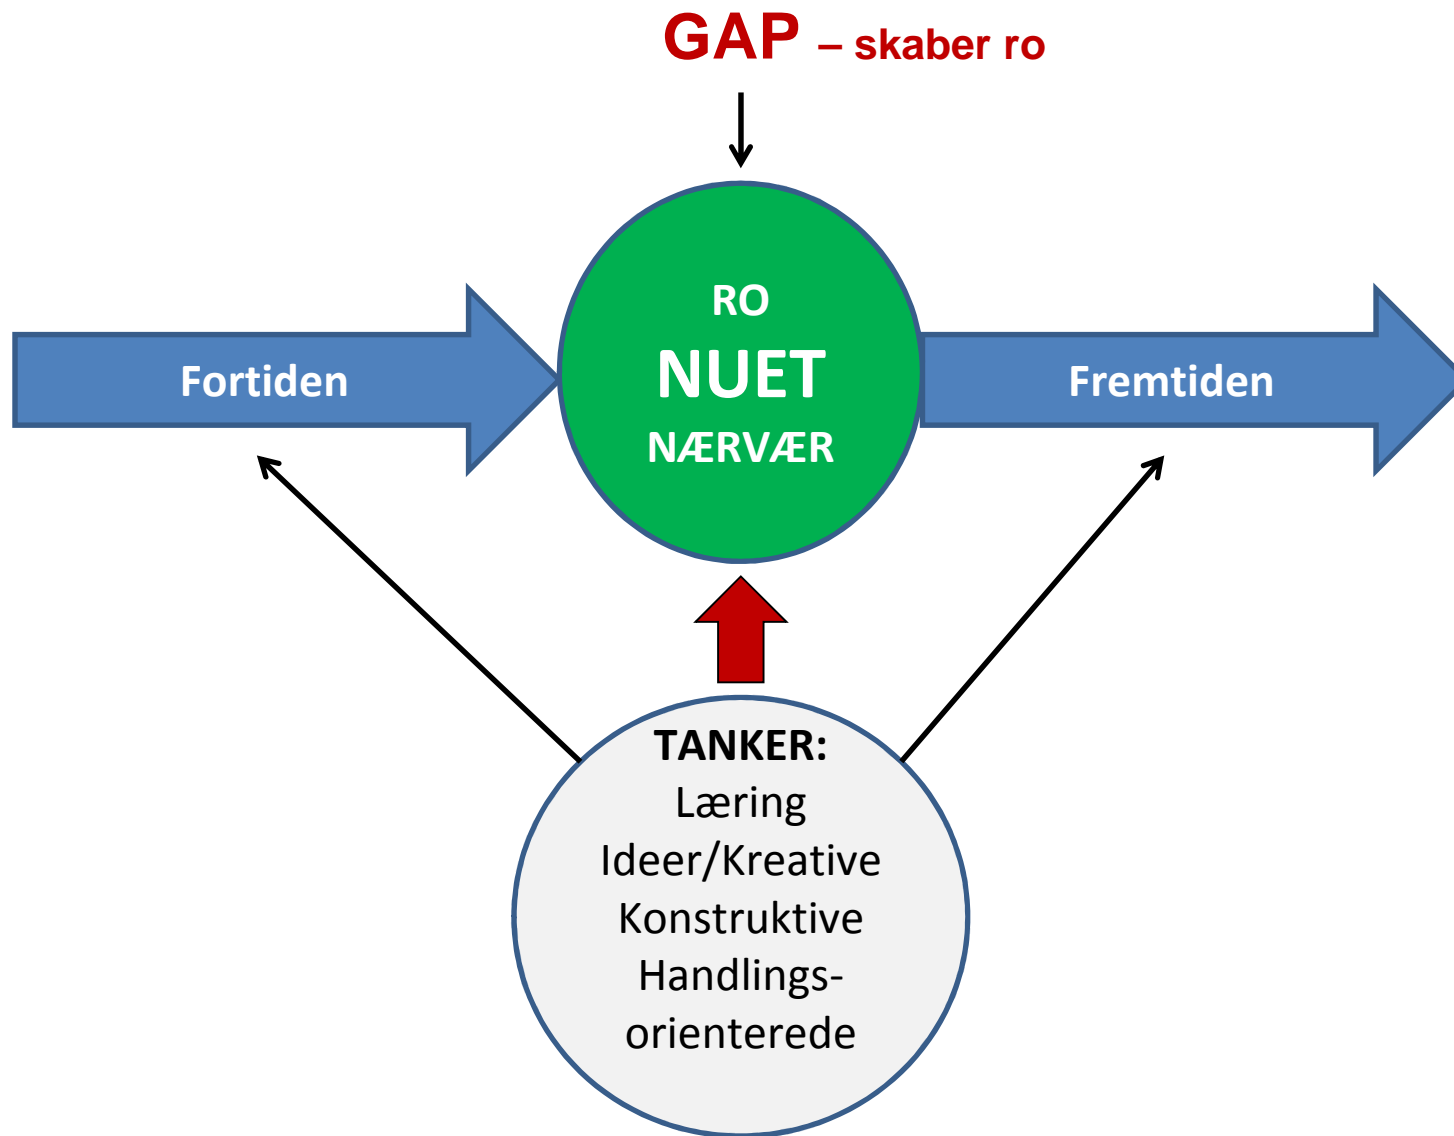 GAP – skaber ro
RO
NUET
NÆRVÆR
Fortiden
Fremtiden
TANKER:
Læring
Ideer/Kreative
Konstruktive
Handlings-
orienterede